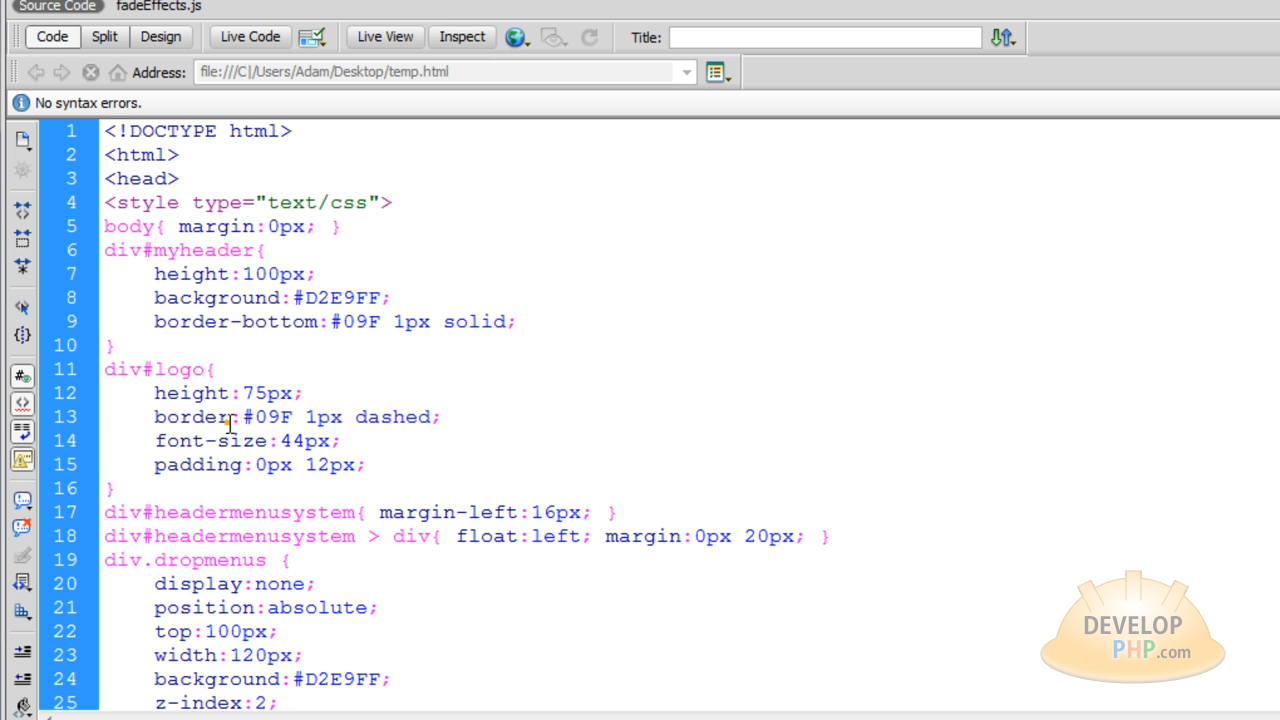 Source Code fadeEffects.js
Code Split Design Live Code Live View Inspect Title:
Address: file:///C|/Users/Adam/Desktop/temp.html
No syntax errors.
1 <!DOCTYPE html>
2 <html>
3 <head>
4 <style type="text/css">
5 body{ margin:0px; }
6 div#myheader{
7 height:100px;
8 background:#D2E9FF;
9 border-bottom:#09F 1px solid;
10 }
11 div#logo{
12 height:75px;
13 border:#09F 1px dashed;
14 font-size:44px;
15 padding:0px 12px;
16 }
17 div#headermenusystem{ margin-left:16px; }
18 div#headermenusystem > div{ float:left; margin:0px 20px; }
19 div.dropmenus {
20 display:none;
21 position:absolute;
22 top:100px;
23 width:120px;
24 background:#D2E9FF;
25 z-index:2;
DEVELOP
PHP.com